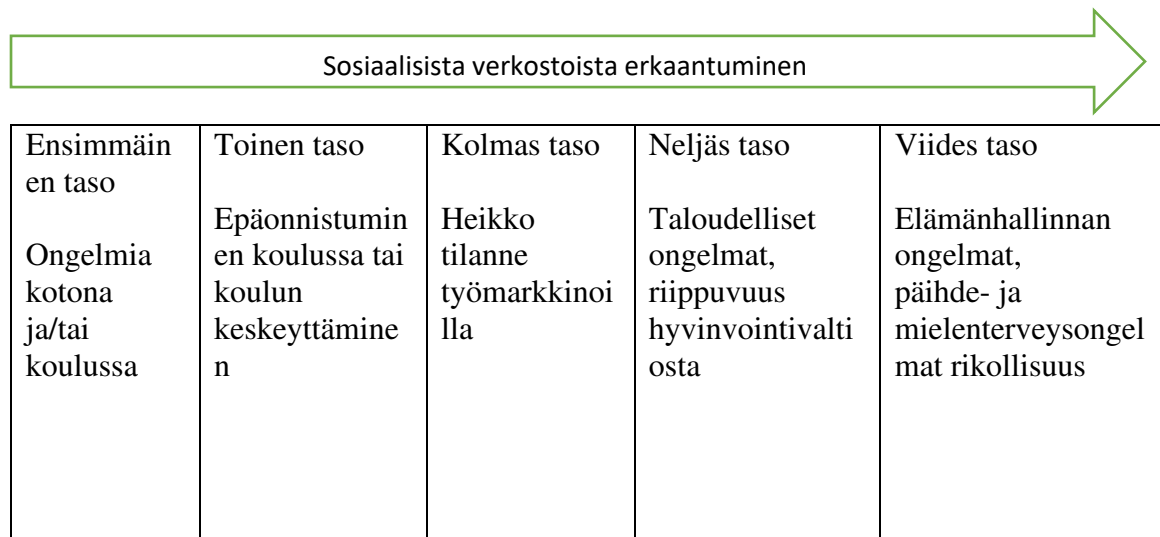 Sosiaalisista verkostoista erkaantuminen
Ensimmäin
en taso
Ongelmia
kotona
ja/tai
koulussa
Toinen taso
Epäonnistumin
en koulussa tai
koulun
keskeyttämine
n
Kolmas taso
Heikko
tilanne
työmarkkinoi
lla
Neljäs taso
Taloudelliset
ongelmat,
riippuvuus
hyvinvointivalti
osta
Viides taso
Elämänhallinnan
ongelmat,
päihde- ja
mielenterveysongel
mat rikollisuus